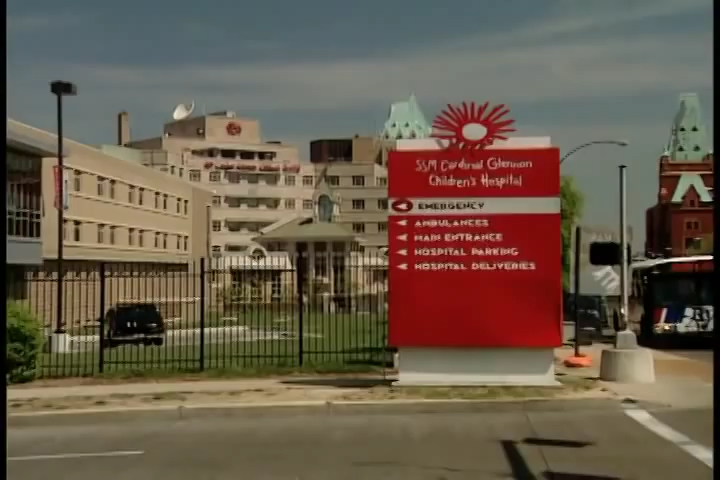 SSM Cardinal Glennon
Children's Hospital
EMERGENCY
AMBULANCES
MAIN ENTRANCE
HOSPITAL PARKING
HOSPITAL DELIVERIES